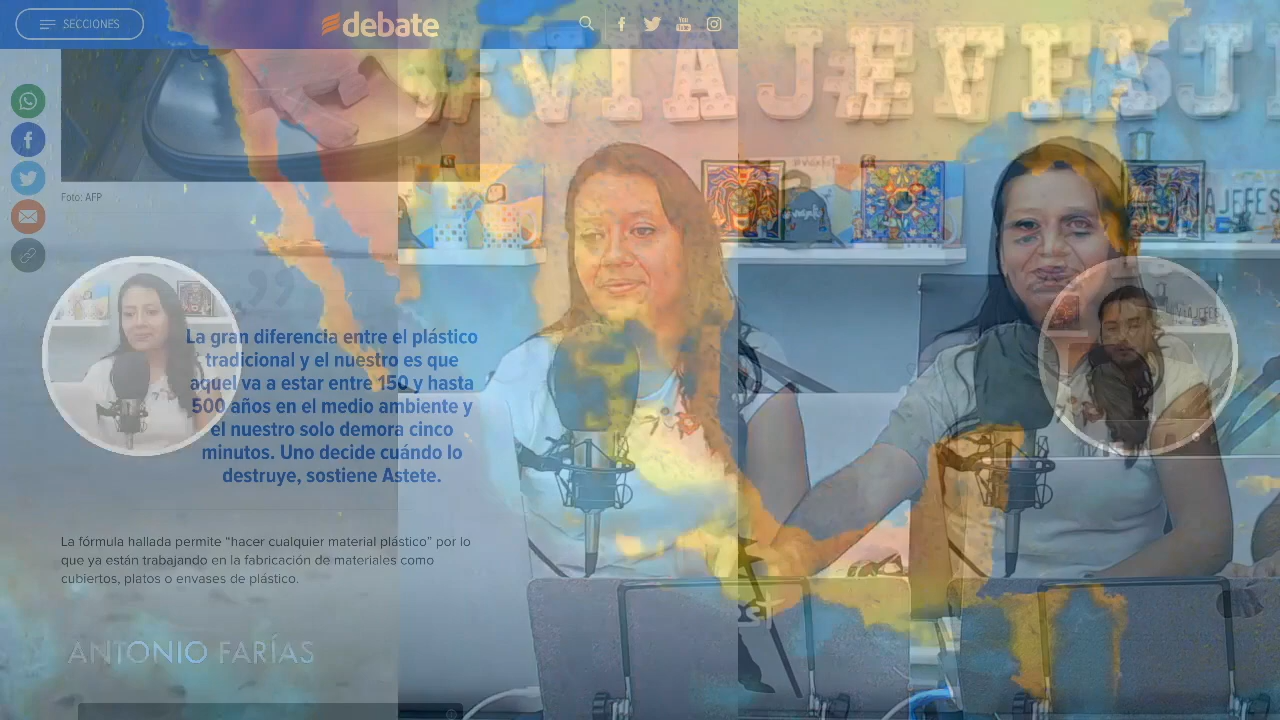 SECCIONES
debate
You
#VIAJEFEST
Foto: AFP
VIAJEFES
La gran diferencia entre el plástico
tradicional y el nuestro es que
aquel va a estar entre 150 y hasta
500 años en el medio ambiente y
el nuestro solo demora cinco
minutos. Uno decide cuándo lo
destruye, sostiene Astete.
La fórmula hallada permite “hacer cualquier material plástico” por lo
que ya están trabajando en la fabricación de materiales como
cubiertos, platos o envases de plástico.
ANTONIO FARÍAS